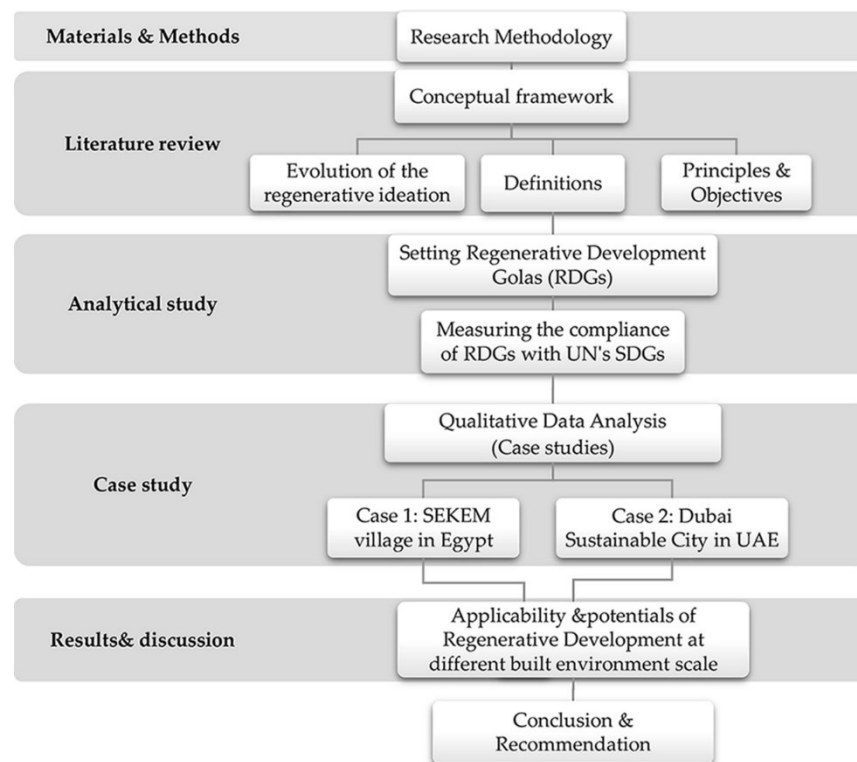 Materials & Methods
Research Methodology
Literature review
Conceptual framework
Evolution of the
regenerative ideation
Definitions
Principles &
Objectives
Analytical study
Setting Regenerative Development
Golas (RDGs)
Measuring the compliance
of RDGs with UN's SDGs
Case study
Qualitative Data Analysis
(Case studies)
Case 1: SEKEM
village in Egypt
Case 2: Dubai
Sustainable City in UAE
Results& discussion
Applicability &potentials of
Regenerative Development at
different built environment scale
Conclusion &
Recommendation